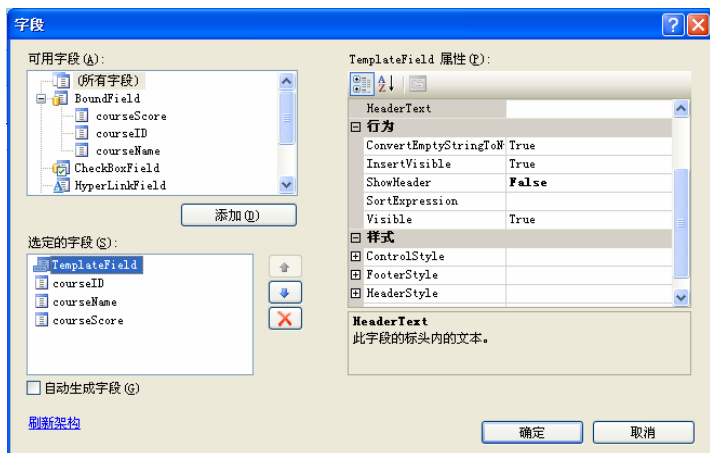 字段
可用字段(A):
(所有字段)
BoundField
courseScore
courseID
courseName
CheckBoxField
HyperLinkField
添加(D)
选定的字段(S):
TemplateField
courseID
courseName
courseScore
自动生成字段(G)
刷新架构
TemplateField 属性(P):
HeaderText
行为
ConvertEmptyStringToN True
InsertVisible True
ShowHeader False
SortExpression
Visible True
样式
ControlStyle
FooterStyle
HeaderStyle
HeaderText
此字段的标头内的文本。
确定 取消